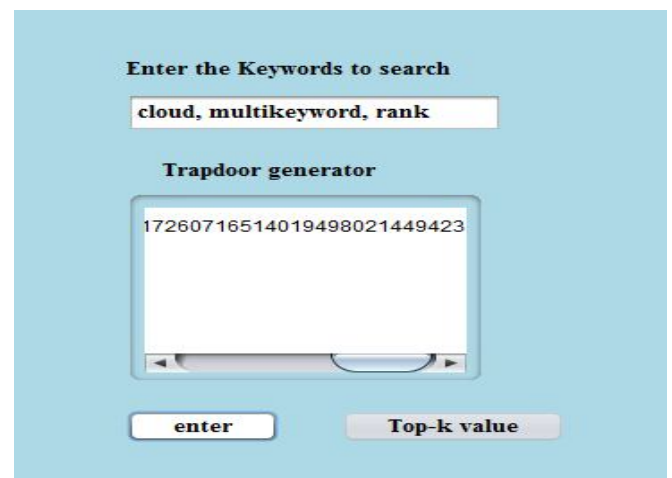 Enter the Keywords to search
cloud, multikeyword, rank
Trapdoor generator
17260716514019498021449423
enter
Top-k value